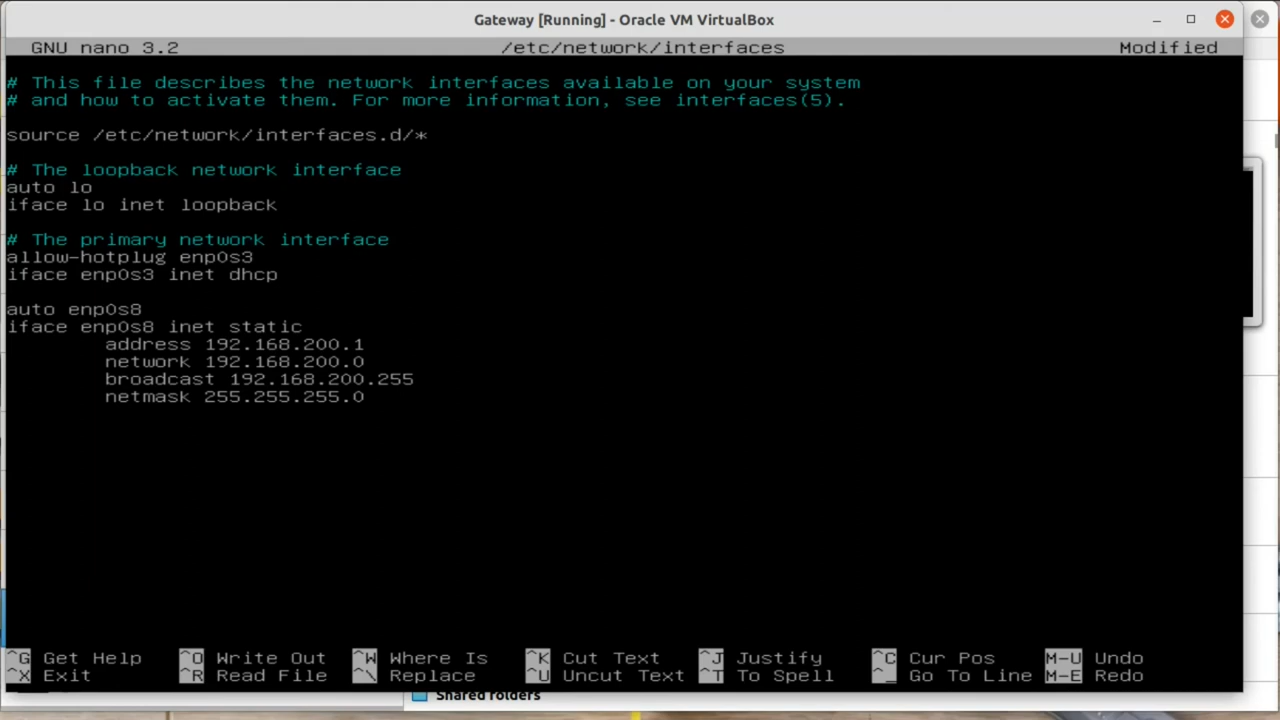 Gateway [Running] - Oracle VM VirtualBox
GNU nano 3.2 /etc/network/interfaces Modified
# This file describes the network interfaces available on your system
# and how to activate them. For more information, see interfaces(5).
source /etc/network/interfaces.d/*
# The loopback network interface
auto lo
iface lo inet loopback
# The primary network interface
allow-hotplug enp0s3
iface enp0s3 inet dhcp
auto enp0s8
iface enp0s8 inet static
address 192.168.200.1
network 192.168.200.0
broadcast 192.168.200.255
netmask 255.255.255.0
^G Get Help ^O Write Out ^W Where Is ^K Cut Text ^J Justify ^C Cur Pos M-U Undo
^X Exit ^R Read File ^\ Replace ^U Uncut Text ^T To Spell ^_ Go To Line M-E Redo
Shared folders